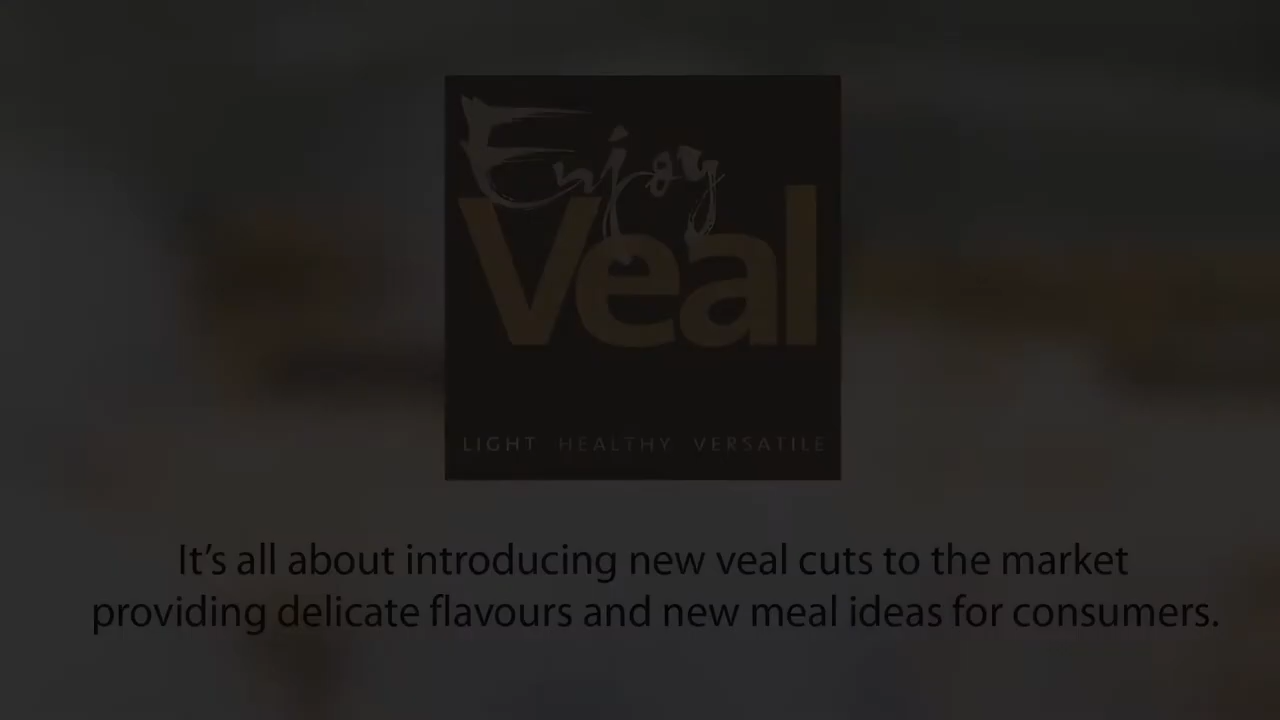 Enjoy
Veal
LIGHT HEALTHY VERSATILE
It’s all about introducing new veal cuts to the market
providing delicate flavours and new meal ideas for consumers.